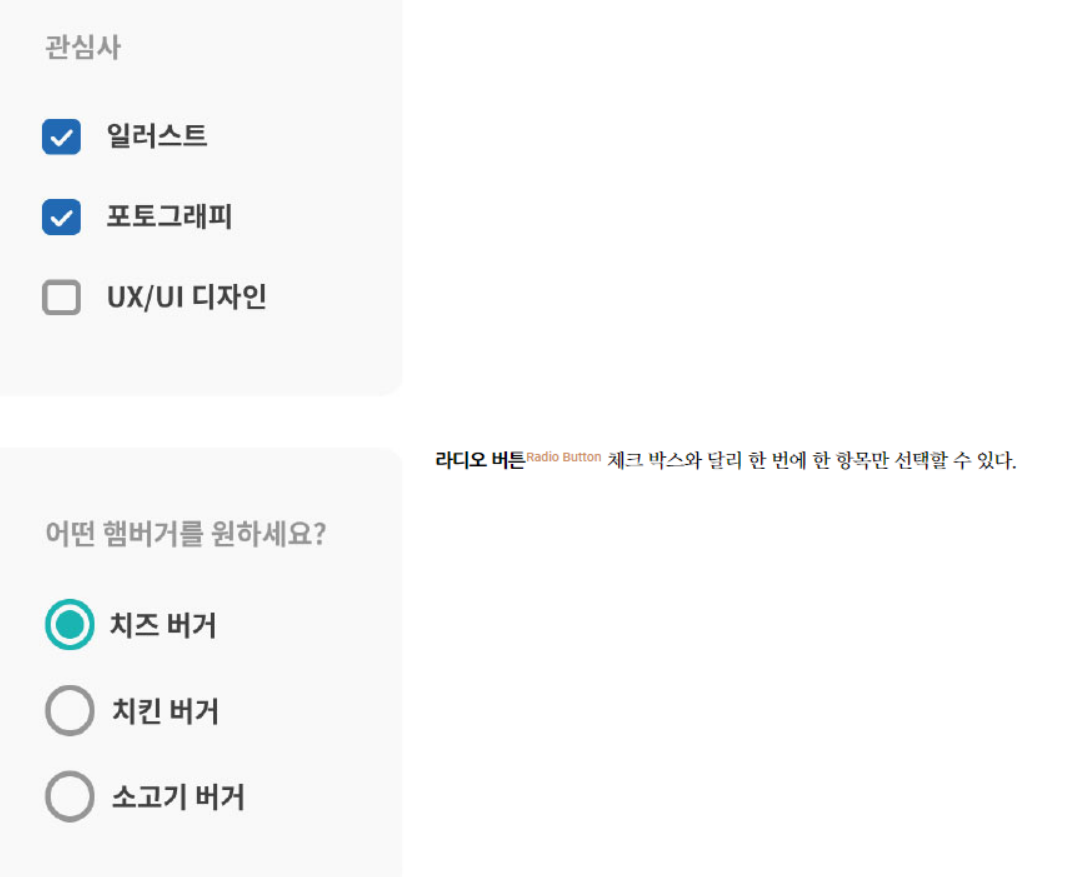 관심사
일러스트
포토그래피
UX/UI 디자인
라디오 버튼Radio Button 체크 박스와 달리 한 번에 한 항목만 선택할 수 있다.
어떤 햄버거를 원하세요?
치즈 버거
치킨 버거
소고기 버거